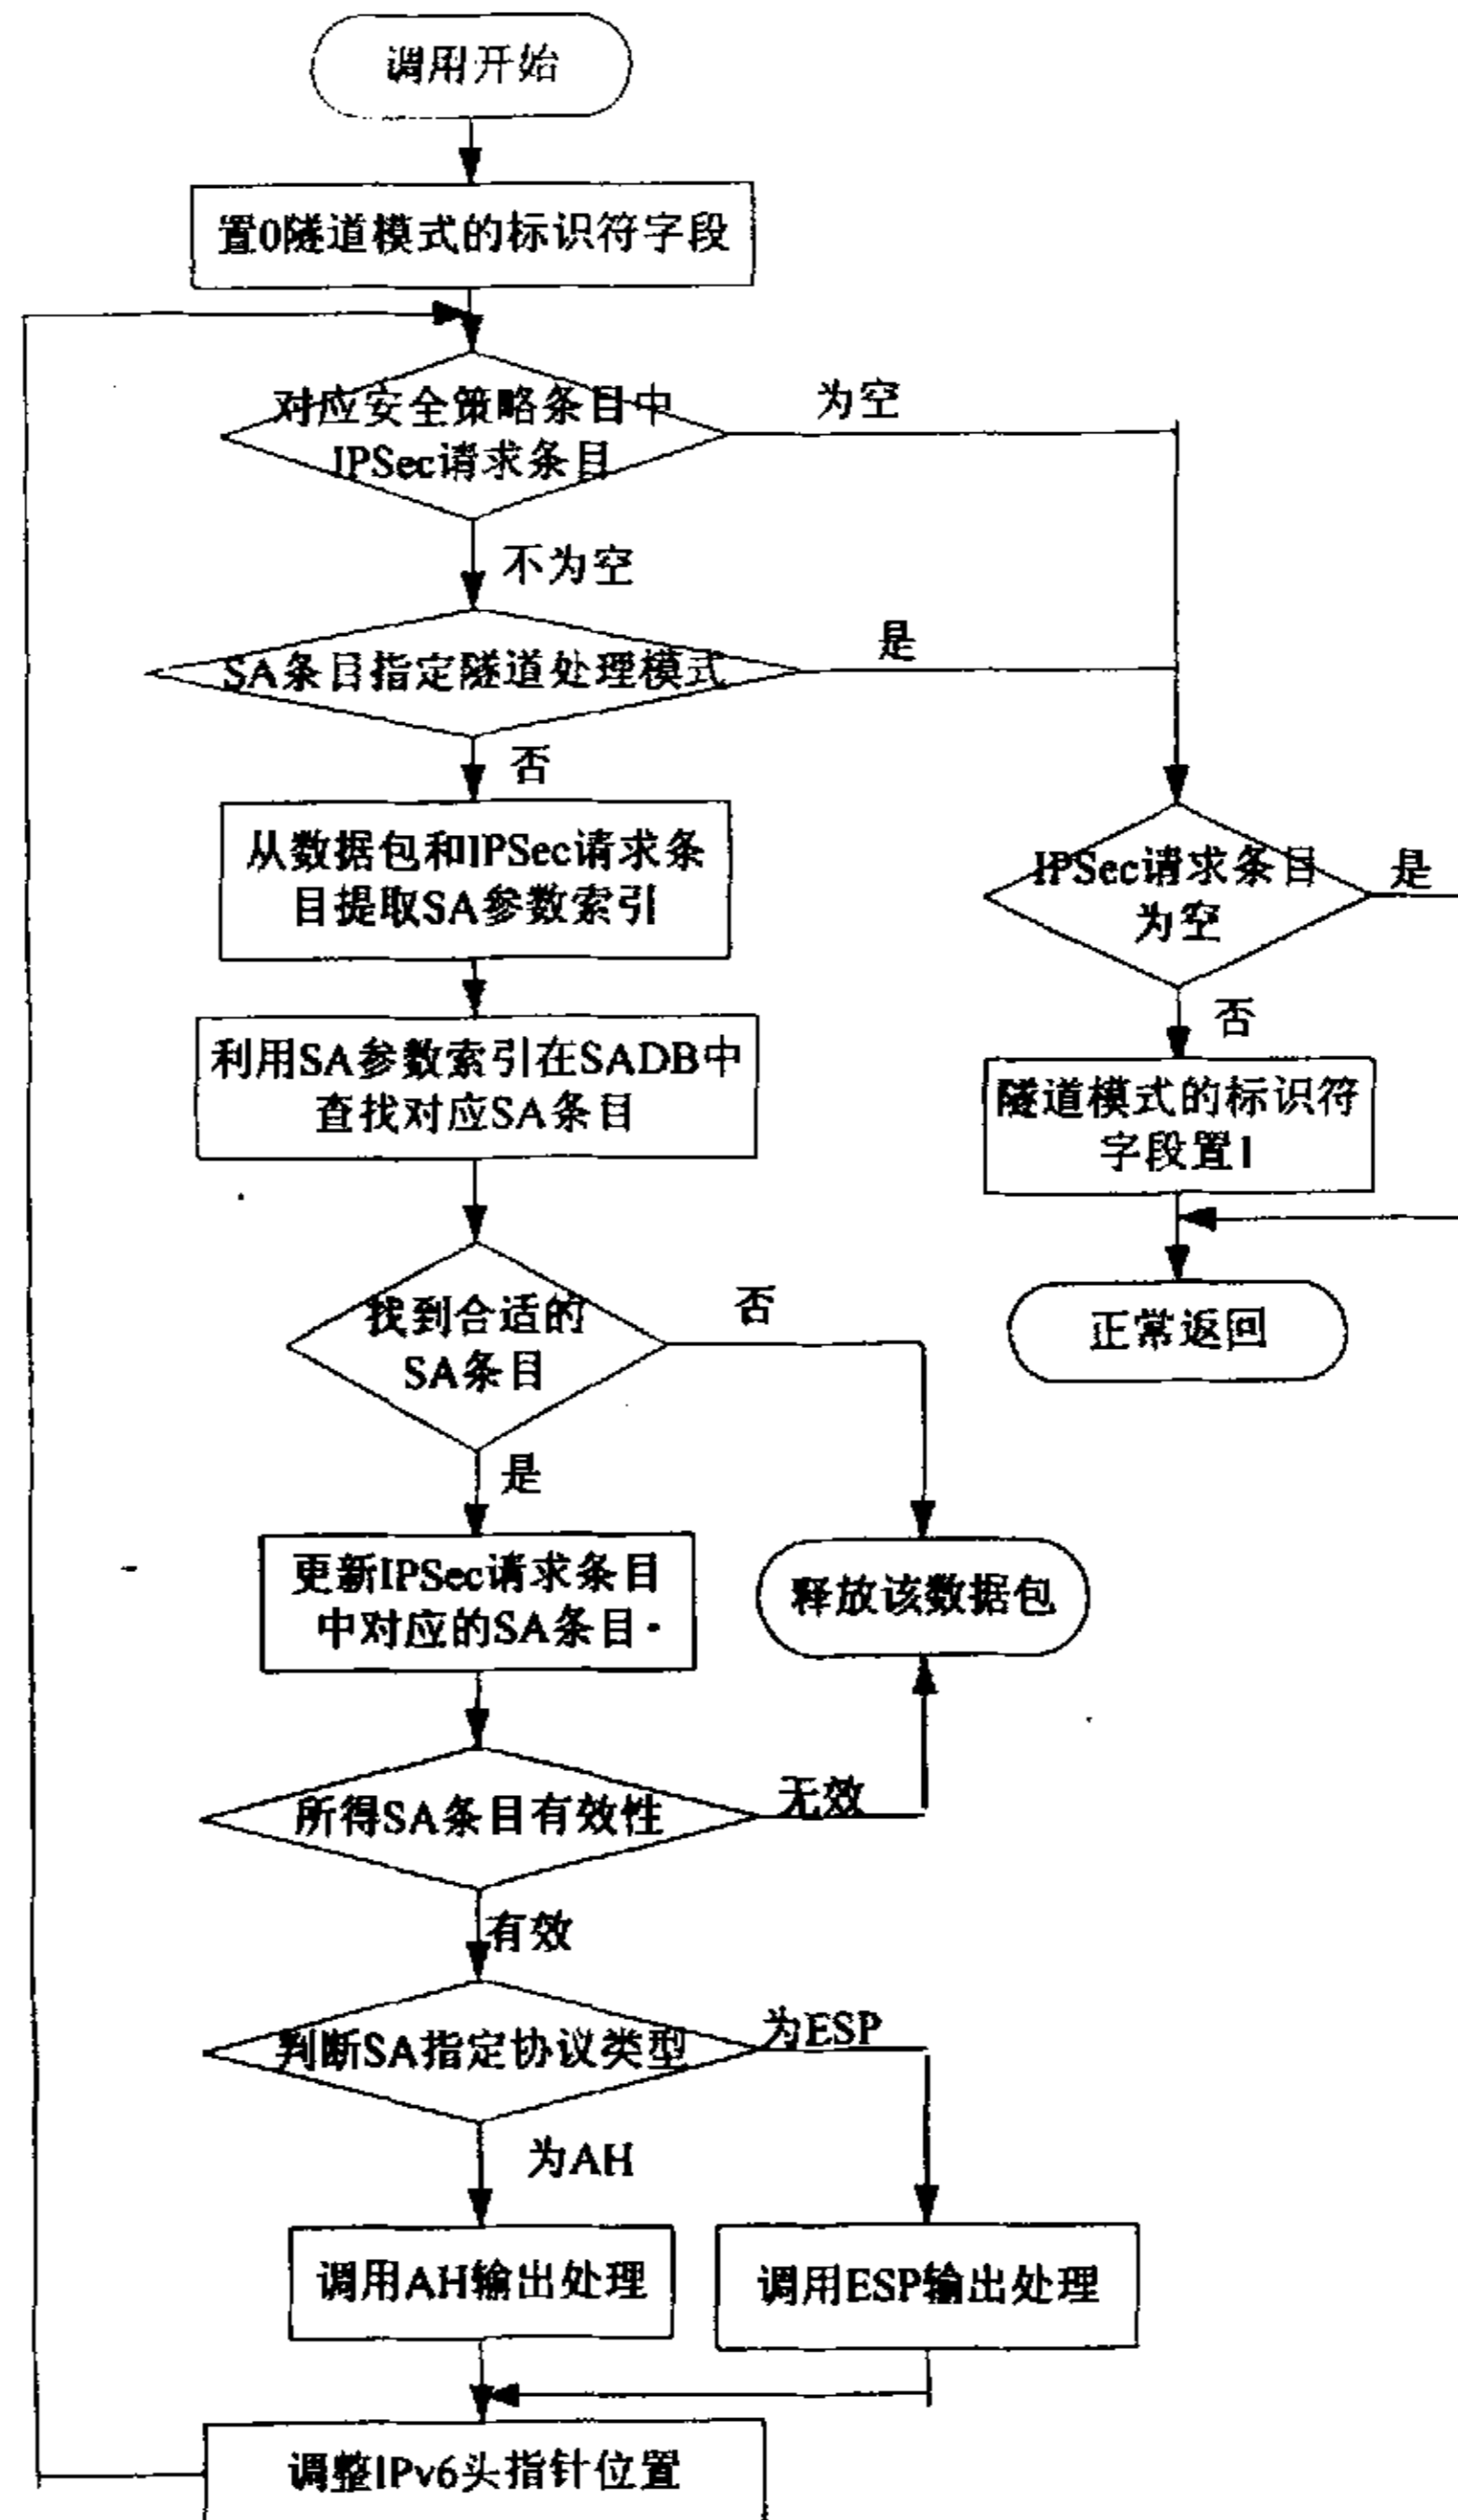 调用开始
置0隧道模式的标识符字段
对应安全策略条目中
IPSec请求条目
为空
不为空
SA条目指定隧道处理模式
是
否
从数据包和IPSec请求条
目提取SA参数索引
IPSec请求条目
为空
是
否
利用SA参数索引在SADB中
查找对应SA条目
隧道模式的标识符
字段置1
找到合适的
SA条目
否
正常返回
是
更新IPSec请求条目
中对应的SA条目
释放该数据包
所得SA条目有效性
无效
有效
判断SA指定协议类型
为ESP
为AH
调用AH输出处理
调用ESP输出处理
调整IPv6头指针位置